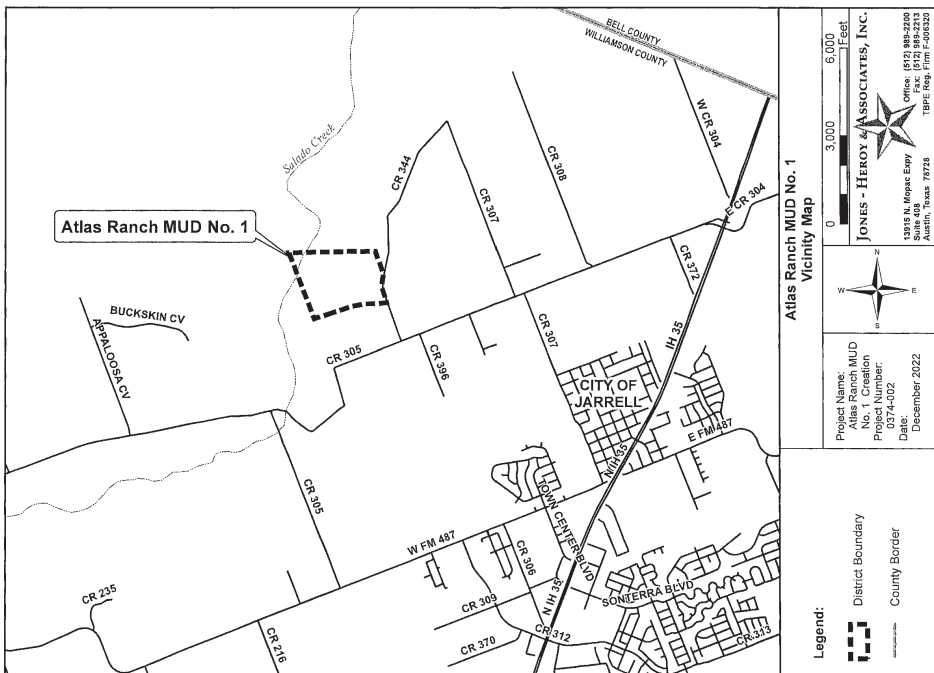 BELL COUNTY
WILLIAMSON COUNTY
Salado Creek
CR 344
W CR 304
CR 308
CR 307
E CR 304
Atlas Ranch MUD No. 1
CR 372
BUCKSKIN CV
APPALOOSA CV
CR 305
CR 396
CR 307
IH 35
CITY OF
JARRELL
E FM 487
N IH 35
CR 305
W FM 487
TOWN CENTER BLVD
CR 306
CR 309
N IH 35
SONTERRA BLVD
CR 235
CR 216
CR 370
CR 312
CR 313
Atlas Ranch MUD No. 1
Vicinity Map
0 3,000 6,000
Feet
JONES - HEROY & ASSOCIATES, INC.
13915 N. Mopac Expy
Suite 408
Austin, Texas 78728
Office: (512) 989-2200
Fax: (512) 989-2213
TBPE Reg. Firm F-006320
N
W
E
S
Project Name:
Atlas Ranch MUD
No. 1 Creation
Project Number:
0374-002
Date:
December 2022
Legend:
District Boundary
County Border